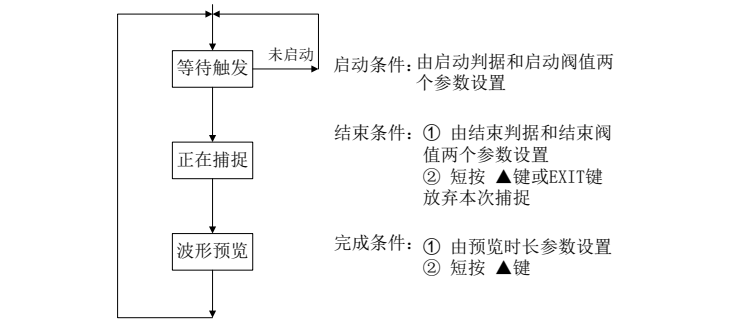 未启动
等待触发
启动条件：由启动判据和启动阀值两
个参数设置
正在捕捉
结束条件：① 由结束判据和结束阀
值两个参数设置
② 短按 ▲键或EXIT键
放弃本次捕捉
波形预览
完成条件：① 由预览时长参数设置
② 短按 ▲键